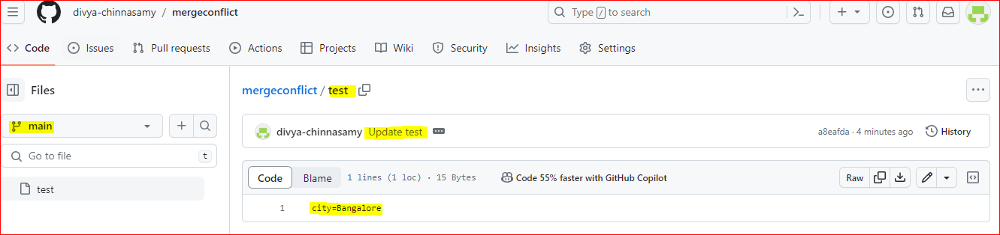 divya-chinnasamy / mergeconflict
Type / to search
Code Issues Pull requests Actions Projects Wiki Security Insights Settings
Files
mergeconflict / test
main
divya-chinnasamy Update test
a8eafda · 4 minutes ago History
Go to file t
Code Blame 1 lines (1 loc) · 15 Bytes Code 55% faster with GitHub Copilot Raw
test
1 city=Bangalore